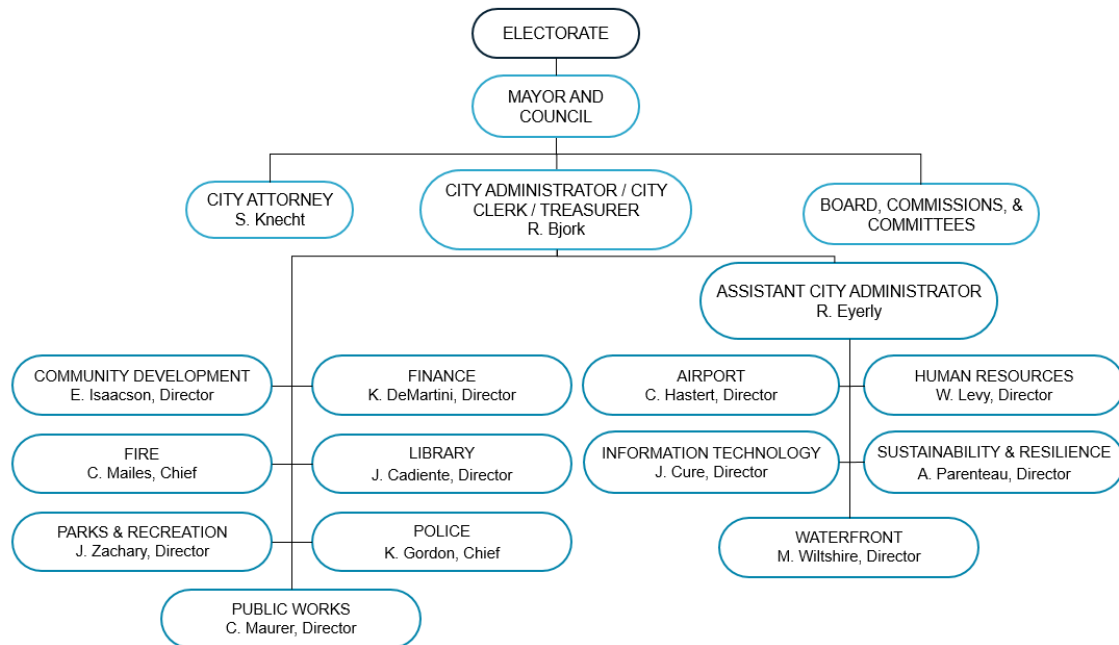 ELECTORATE
MAYOR AND
COUNCIL
CITY ATTORNEY
S. Knecht
CITY ADMINISTRATOR / CITY
CLERK / TREASURER
R. Bjork
BOARD, COMMISSIONS, &
COMMITTEES
ASSISTANT CITY ADMINISTRATOR
R. Eyerly
COMMUNITY DEVELOPMENT
E. Isaacson, Director
FINANCE
K. DeMartini, Director
AIRPORT
C. Hastert, Director
HUMAN RESOURCES
W. Levy, Director
FIRE
C. Mailes, Chief
LIBRARY
J. Cadiente, Director
INFORMATION TECHNOLOGY
J. Cure, Director
SUSTAINABILITY & RESILIENCE
A. Parenteau, Director
PARKS & RECREATION
J. Zachary, Director
POLICE
K. Gordon, Chief
WATERFRONT
M. Wiltshire, Director
PUBLIC WORKS
C. Maurer, Director